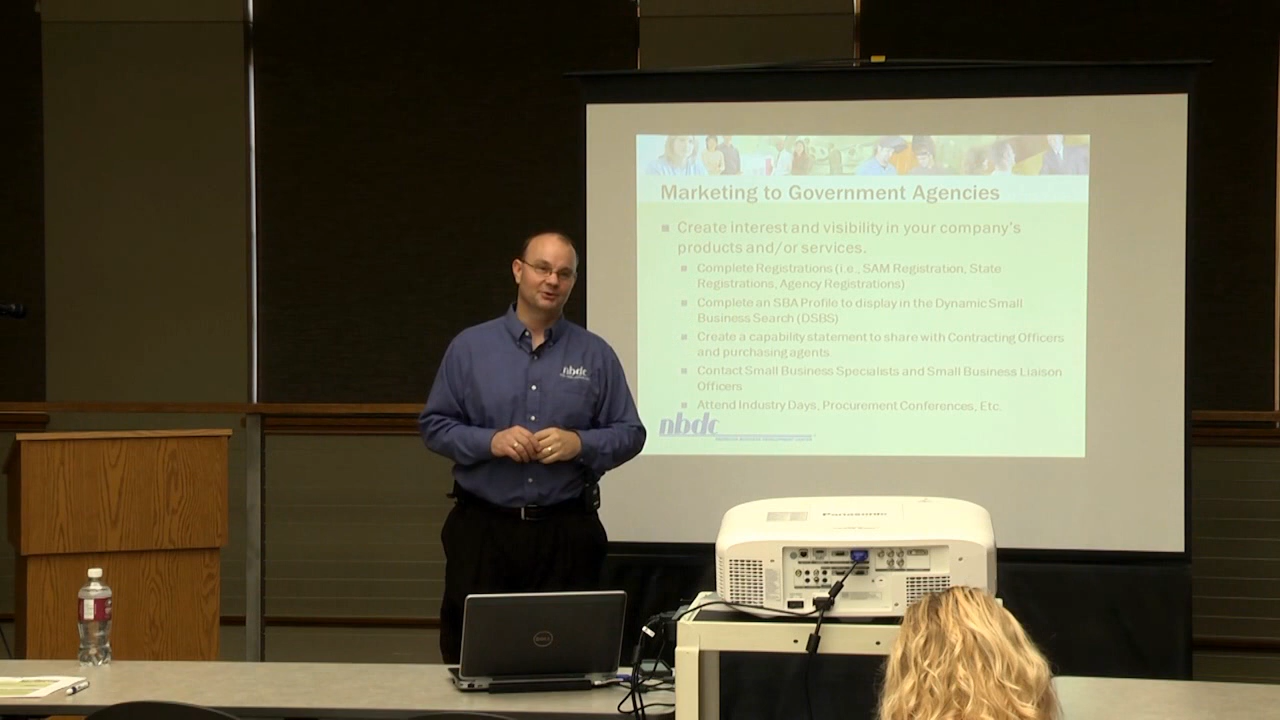 Marketing to Government Agencies
Create interest and visibility in your company's
products and/or services.
Complete Registrations (i.e., SAM Registration, State
Registrations, Agency Registrations)
Complete an SBA Profile to display in the Dynamic Small
Business Search (DSBS)
Create a capability statement to share with Contracting Officers
and purchasing agents
Contact Small Business Specialists and Small Business Liaison
Officers
Attend Industry Days, Procurement Conferences, Etc.
nbdc
nbdc
Panasonic
DELL